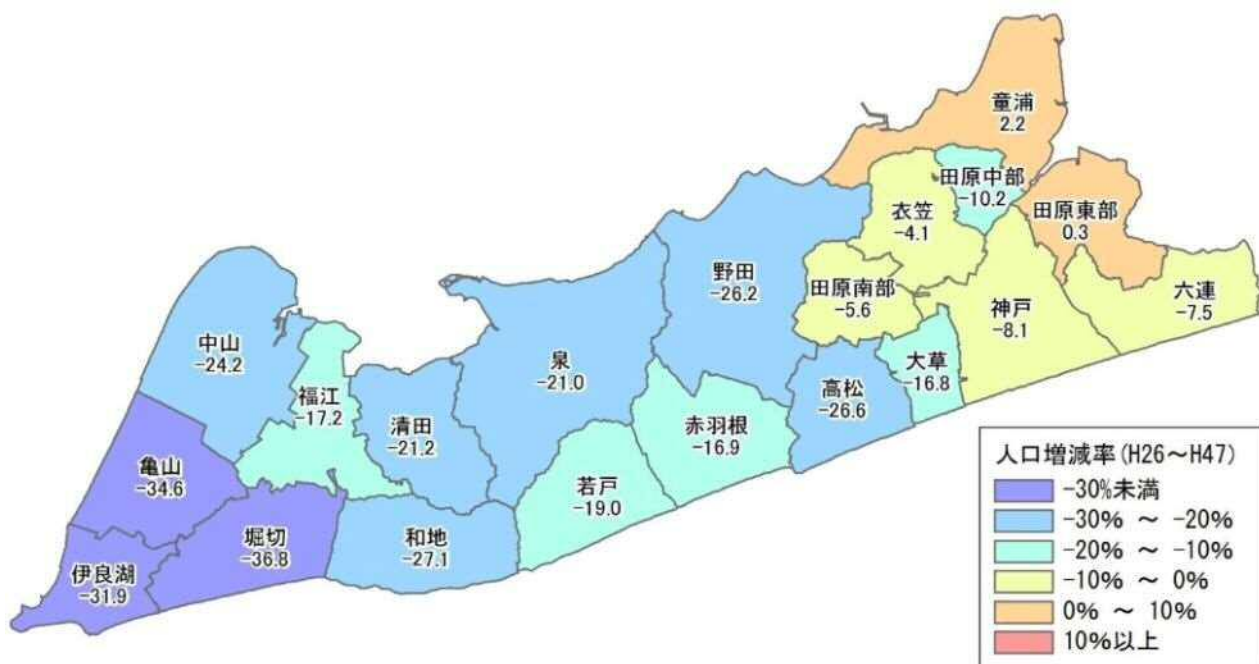 童浦
2.2
田原中部
-10.2
田原東部
0.3
衣笠
-4.1
野田
-26.2
田原南部
-5.6
神戸
-8.1
六連
-7.5
中山
-24.2
泉
-21.0
大草
-16.8
福江
-17.2
高松
-26.6
清田
-21.2
赤羽根
-16.9
亀山
-34.6
若戸
-19.0
堀切
-36.8
和地
-27.1
伊良湖
-31.9
人口増減率(H26～H47)
-30%未満
-30% ～ -20%
-20% ～ -10%
-10% ～ 0%
0% ～ 10%
10%以上